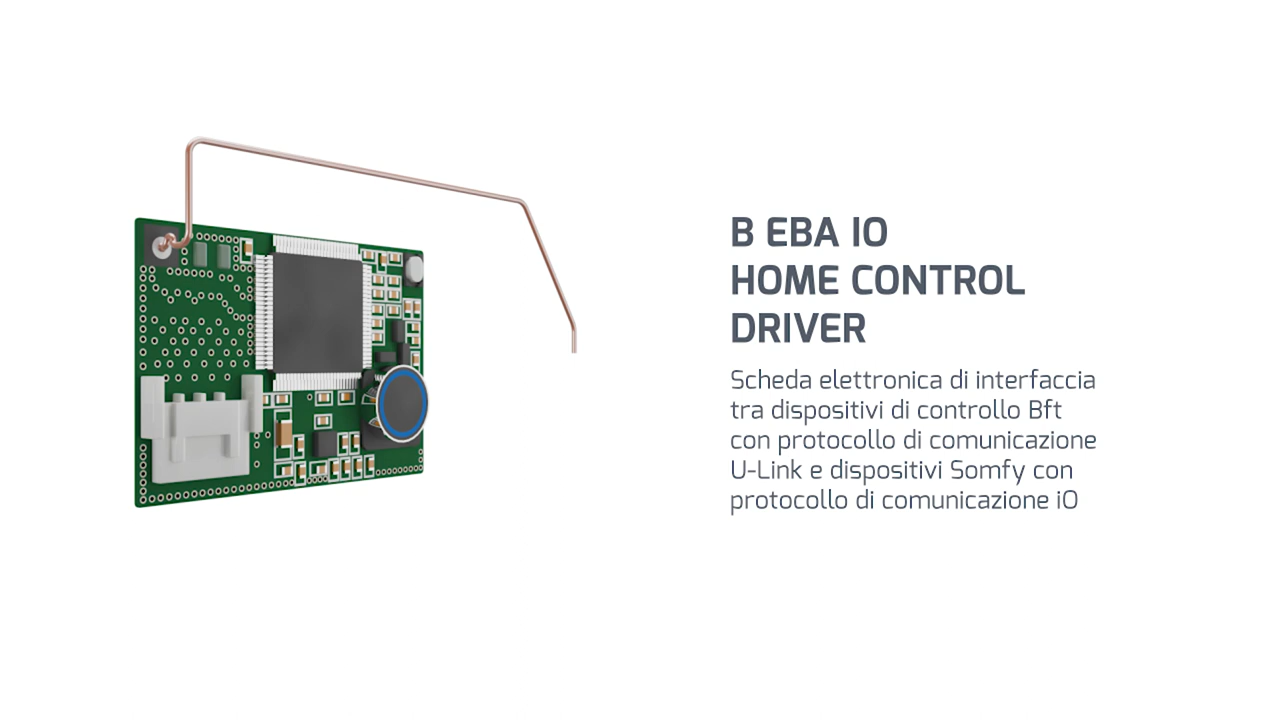 B EBA IO
HOME CONTROL
DRIVER
Scheda elettronica di interfaccia
tra dispositivi di controllo Bft
con protocollo di comunicazione
U-Link e dispositivi Somfy con
protocollo di comunicazione iO